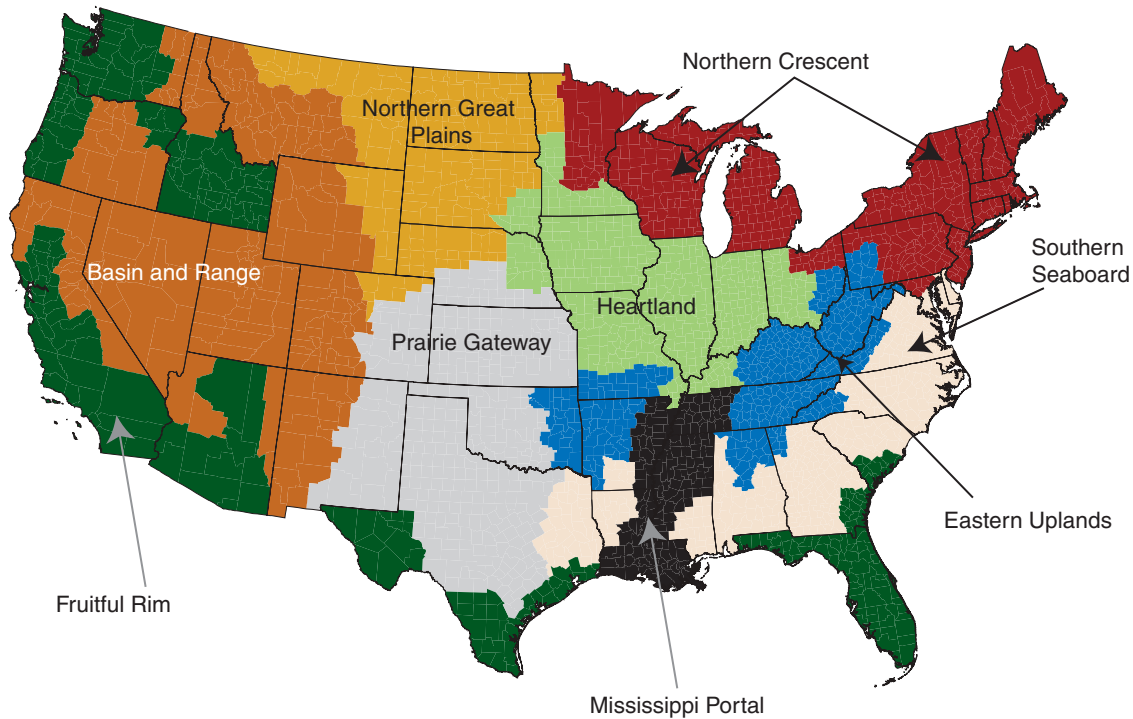 Northern Crescent
Northern Great
Plains
Southern
Seaboard
Basin and Range
Heartland
Prairie Gateway
Eastern Uplands
Fruitful Rim
Mississippi Portal